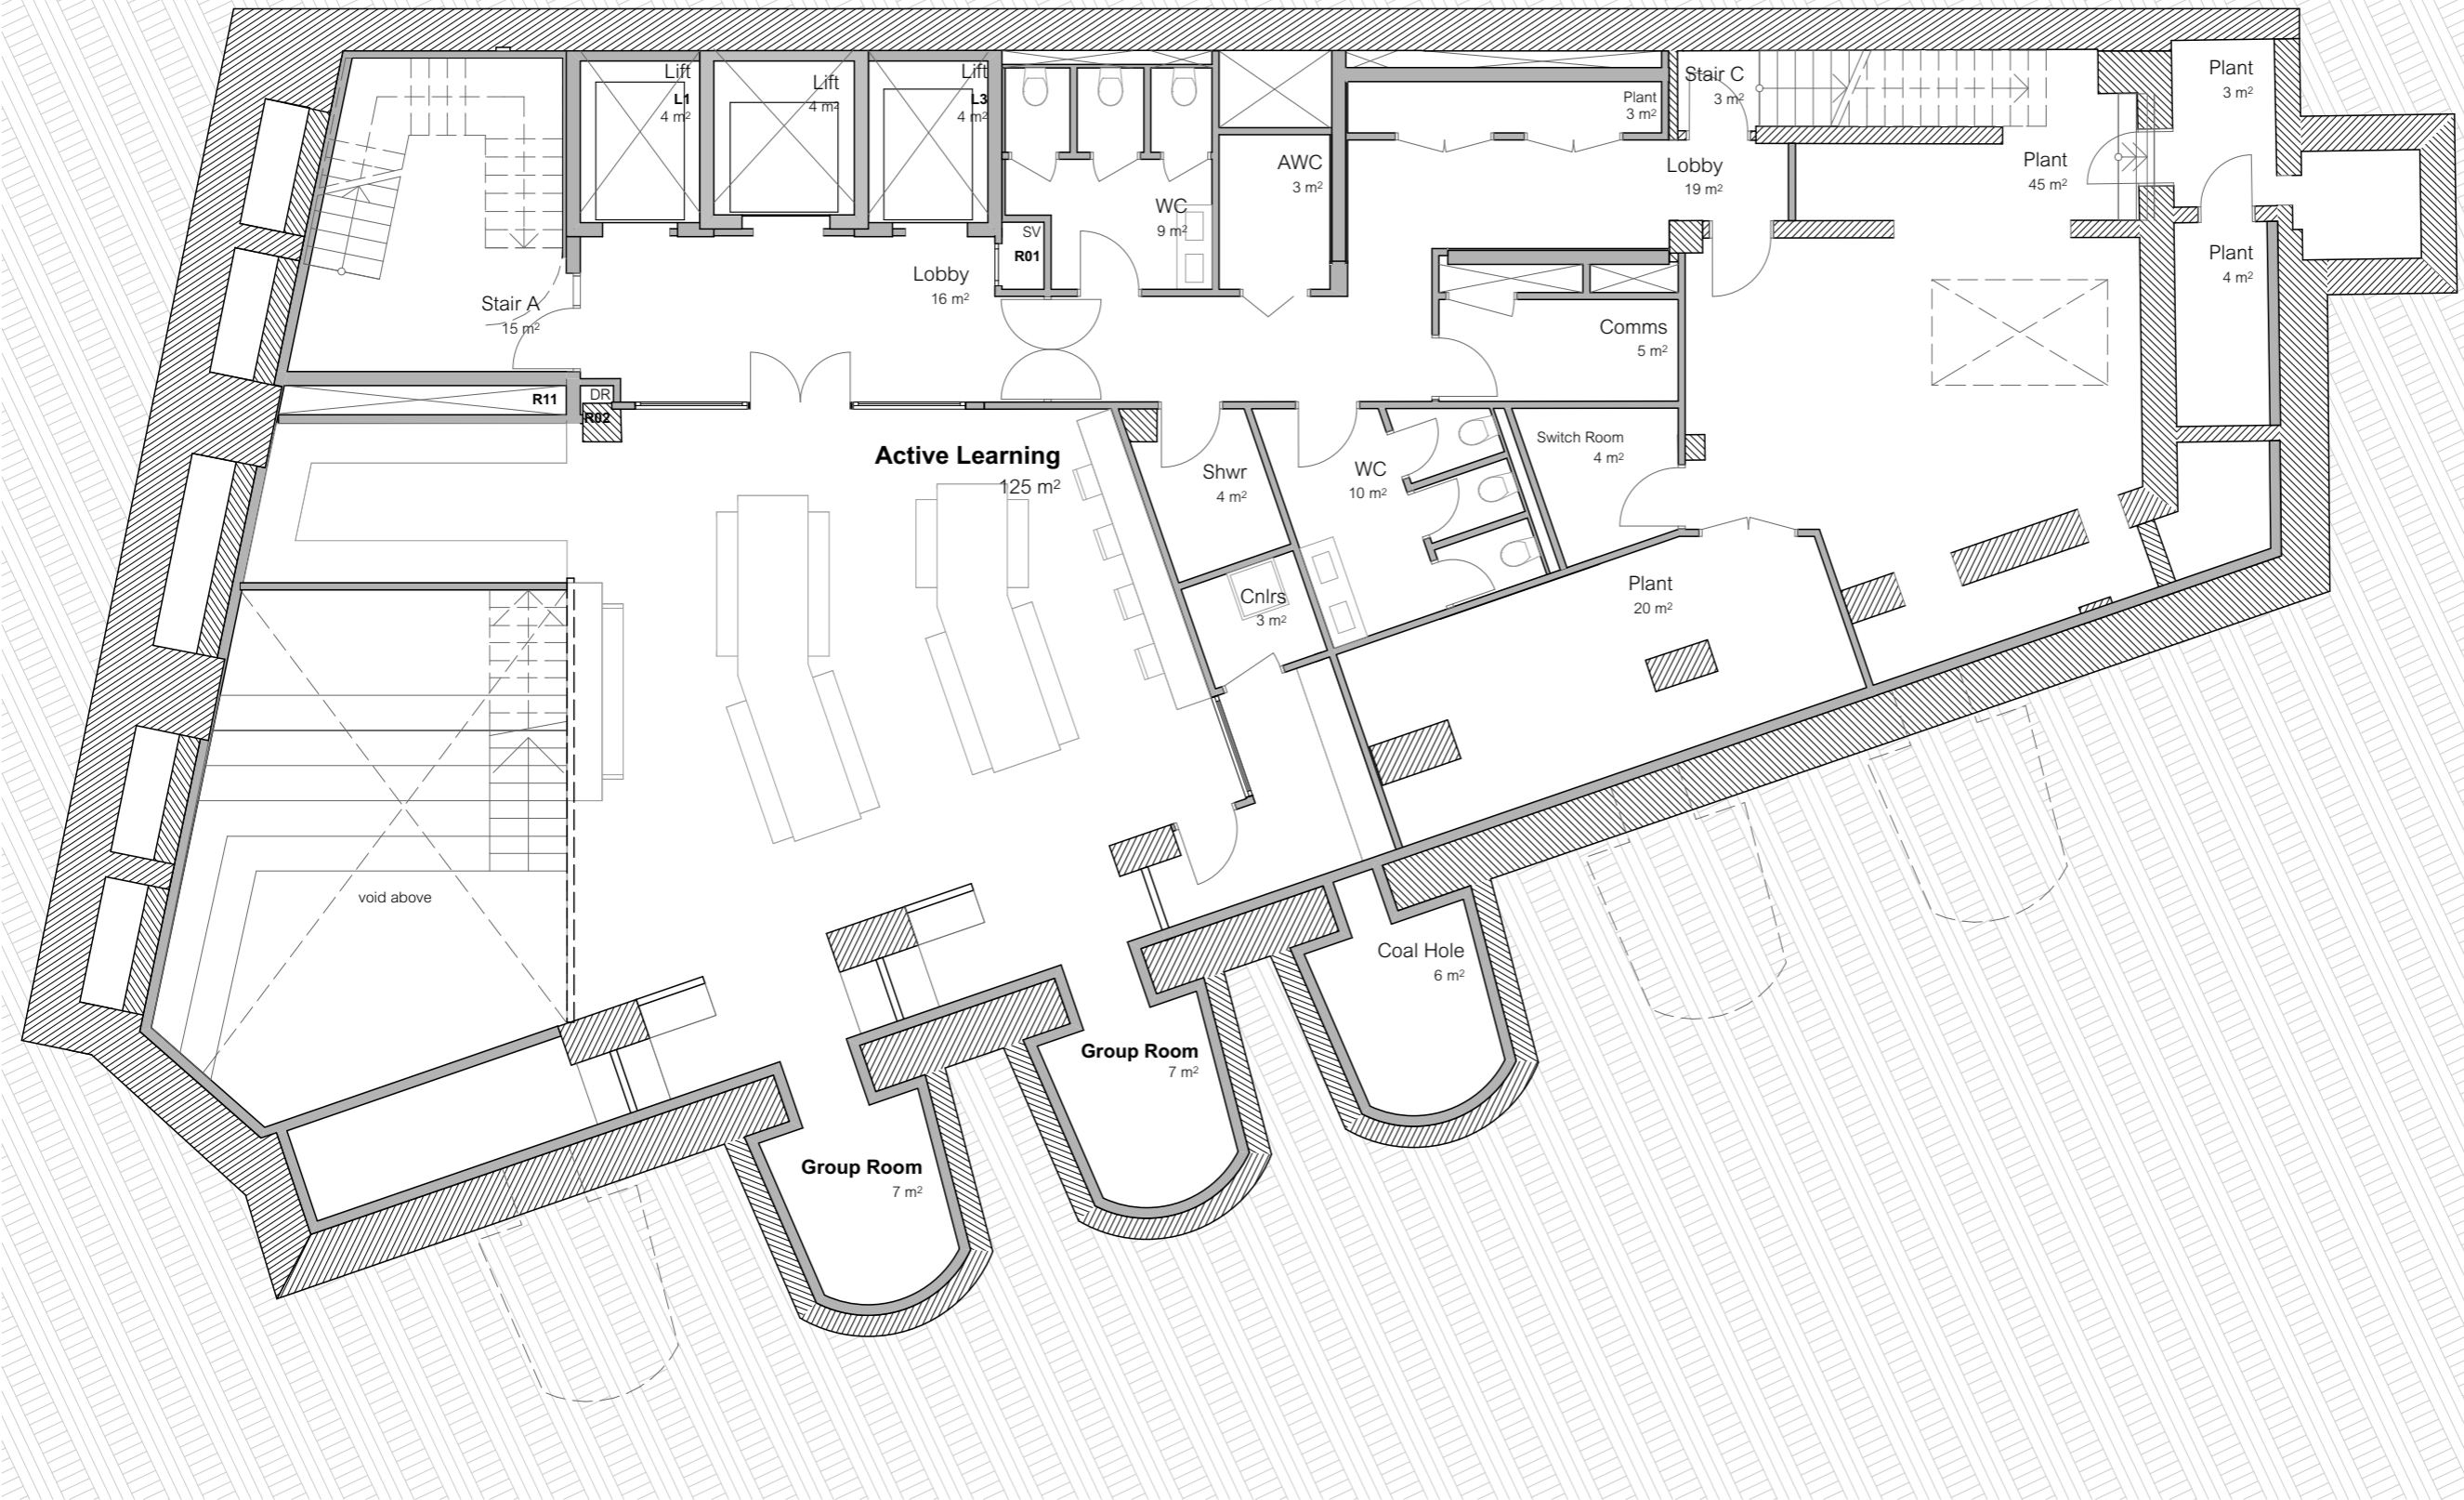 Lift
L1
4 m²
Lift
4 m²
Lift
L3
4 m²
Plant
3 m²
Stair C
3 m²
Plant
3 m²
AWC
3 m²
Lobby
19 m²
Plant
45 m²
WC
9 m²
SV
R01
Lobby
16 m²
Stair A
15 m²
Plant
4 m²
Comms
5 m²
R11
DR
R02
Active Learning
125 m²
Shwr
4 m²
WC
10 m²
Switch Room
4 m²
Cnlrs
3 m²
Plant
20 m²
void above
Coal Hole
6 m²
Group Room
7 m²
Group Room
7 m²